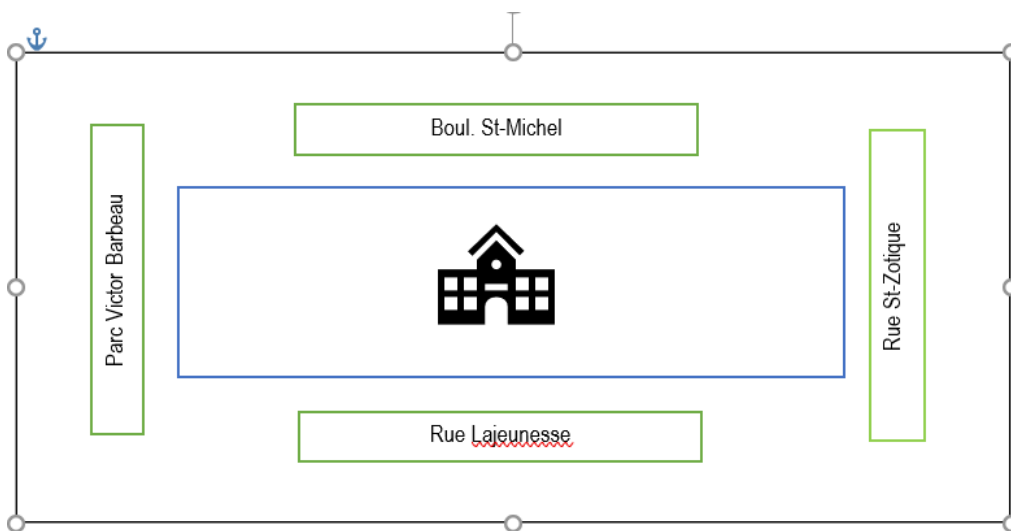 Boul. St-Michel
Parc Victor Barbeau
Rue St-Zotique
Rue Lajeunesse